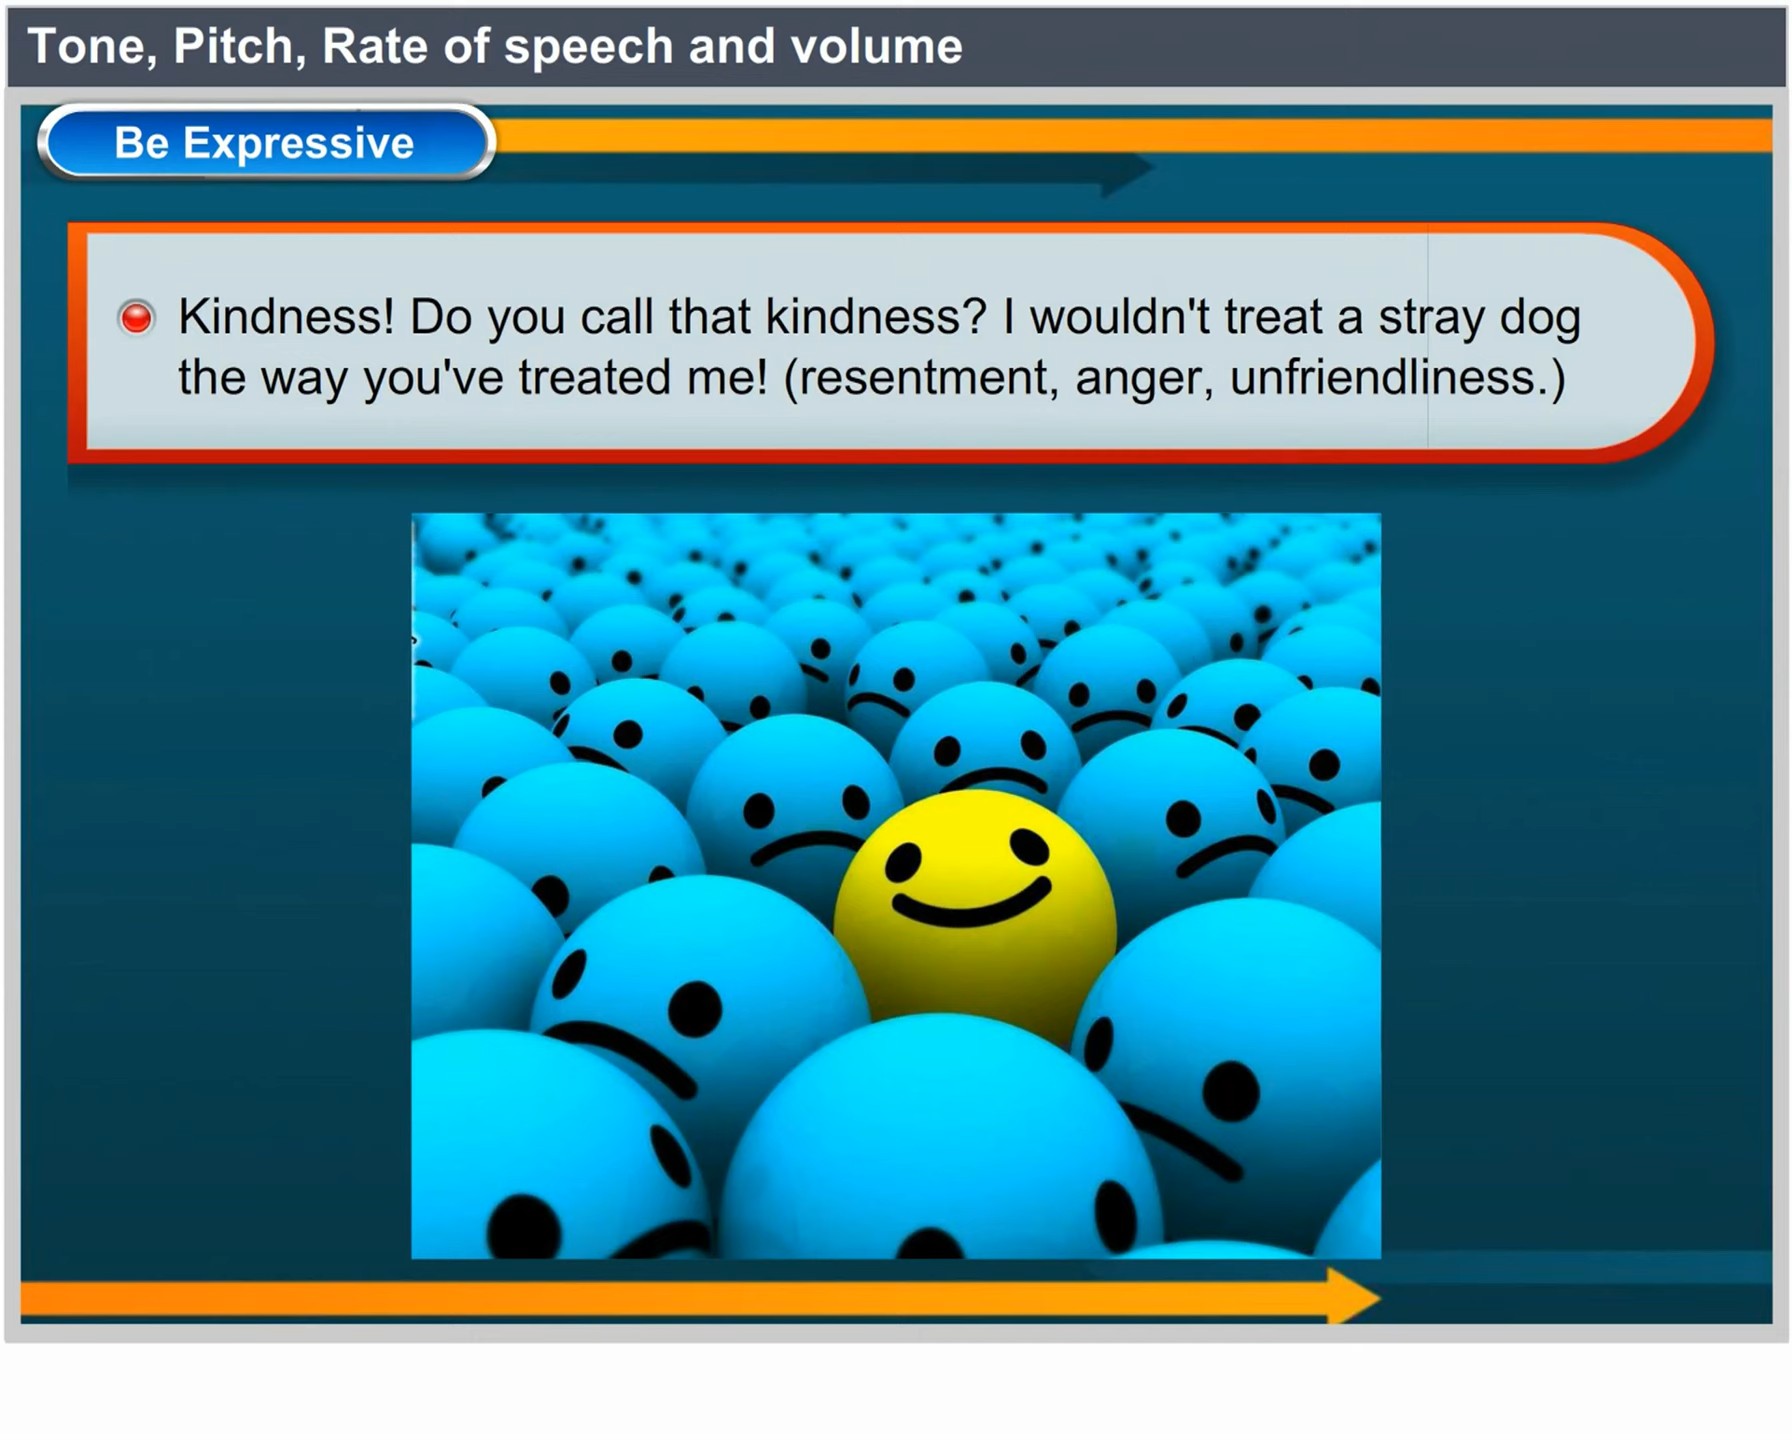 Tone, Pitch, Rate of speech and volume
Be Expressive
Kindness! Do you call that kindness? I wouldn't treat a stray dog
the way you've treated me! (resentment, anger, unfriendliness.)